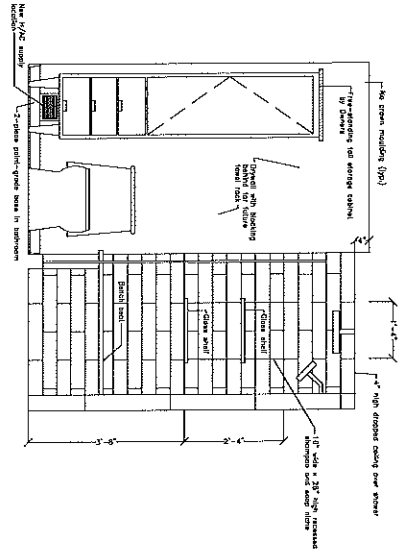 No crown moulding (typ.)
Free-standing tall storage cabinet
by Owners
Drywall with blocking
behind for future
towel rack
4"
1'-4"
4" high dropped ceiling over shower
Glass shelf
Glass shelf
Bench seat
3'-8"
2'-4"
28" high recessed
shampoo and soap niche
New H/AC supply
location
2-piece paint-grade base in bathroom